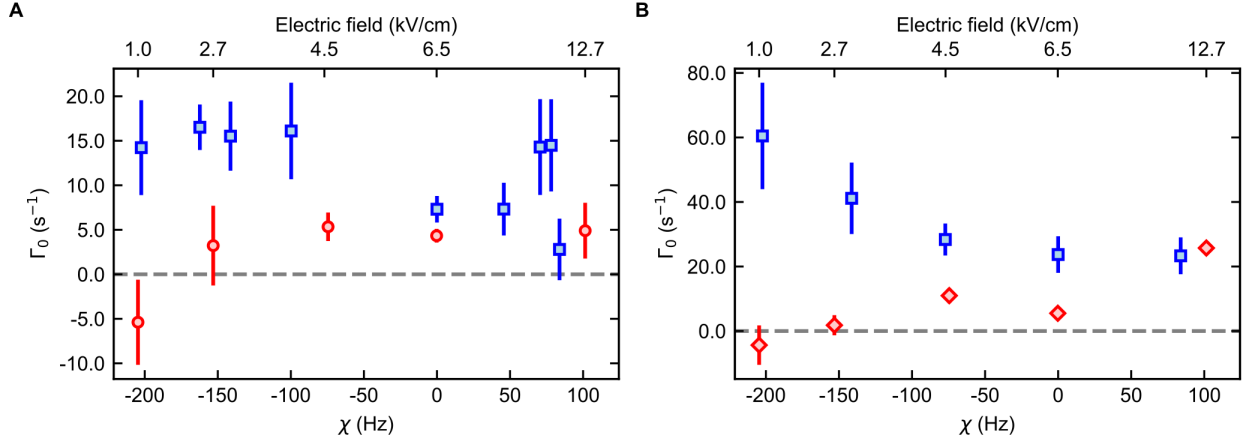 A
Electric field (kV/cm)
1.0 2.7 4.5 6.5 12.7
20.0
15.0
10.0
5.0
0.0
-5.0
-10.0
Γ₀ (s⁻¹)
-200 -150 -100 -50 0 50 100
χ (Hz)
B
Electric field (kV/cm)
1.0 2.7 4.5 6.5 12.7
80.0
60.0
40.0
20.0
0.0
Γ₀ (s⁻¹)
-200 -150 -100 -50 0 50 100
χ (Hz)